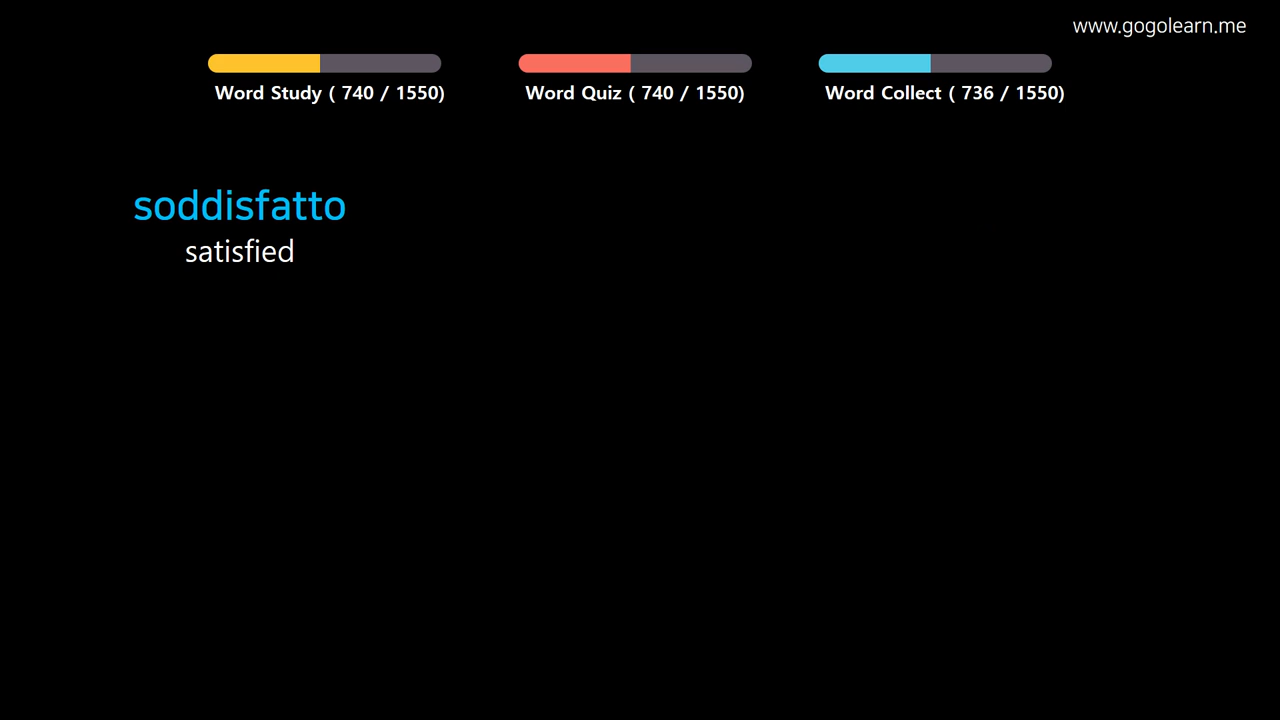 www.gogolearn.me
Word Study ( 740 / 1550)
Word Quiz ( 740 / 1550)
Word Collect ( 736 / 1550)
soddisfatto
satisfied